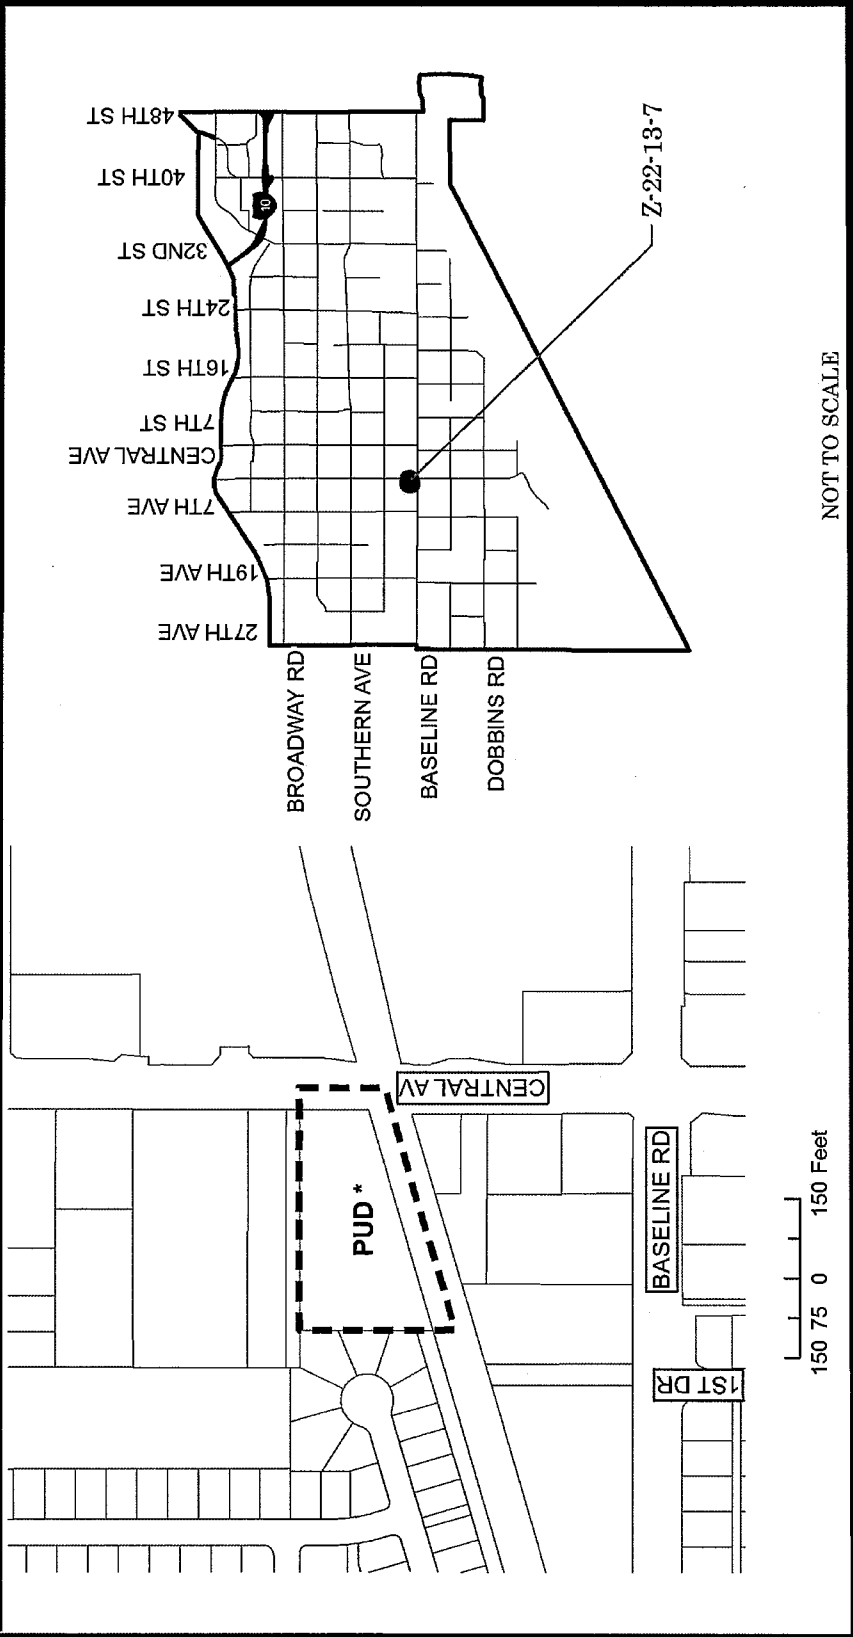 48TH ST
40TH ST
32ND ST
24TH ST
16TH ST
7TH ST
CENTRAL AVE
7TH AVE
19TH AVE
27TH AVE
10
BROADWAY RD
SOUTHERN AVE
BASELINE RD
DOBBINS RD
Z-22-13-7
NOT TO SCALE
PUD *
CENTRAL AV
BASELINE RD
1ST DR
150 75 0 150 Feet